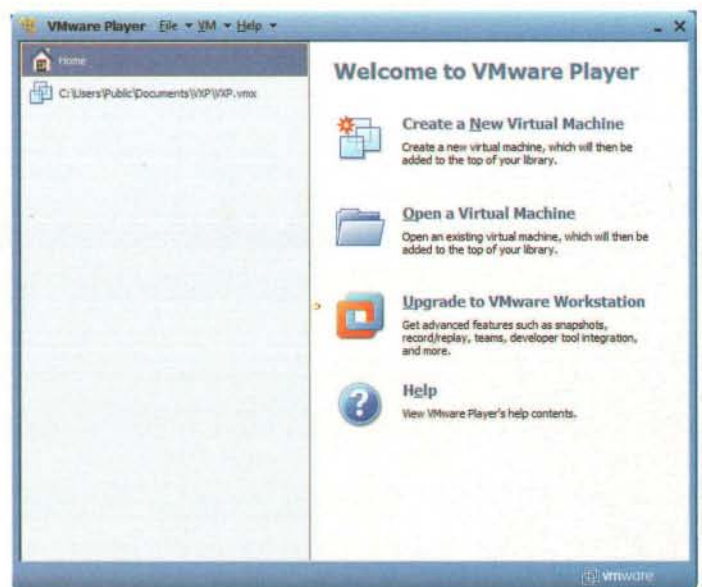 VMware Player File VM Help
Home
C:\Users\Public\Documents\VXP\VXP.vmx
Welcome to VMware Player
Create a New Virtual Machine
Create a new virtual machine, which will then be
added to the top of your library.
Open a Virtual Machine
Open an existing virtual machine, which will then be
added to the top of your library.
Upgrade to VMware Workstation
Get advanced features such as snapshots,
record/replay, teams, developer tool integration,
and more.
Help
View VMware Player's help contents.
vmware